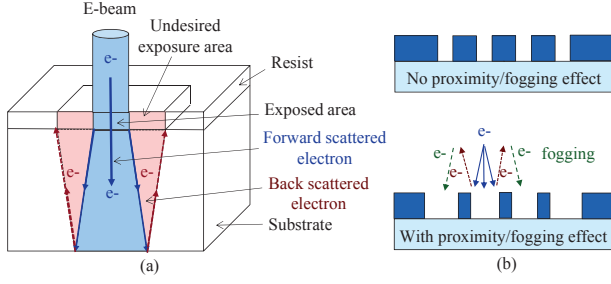 E-beam
Undesired
exposure area
Resist
e-
Exposed area
Forward scattered
electron
e-
e-
e-
Back scattered
electron
Substrate
(a)
No proximity/fogging effect
e-
e-
e-
fogging
e-
e-
With proximity/fogging effect
(b)